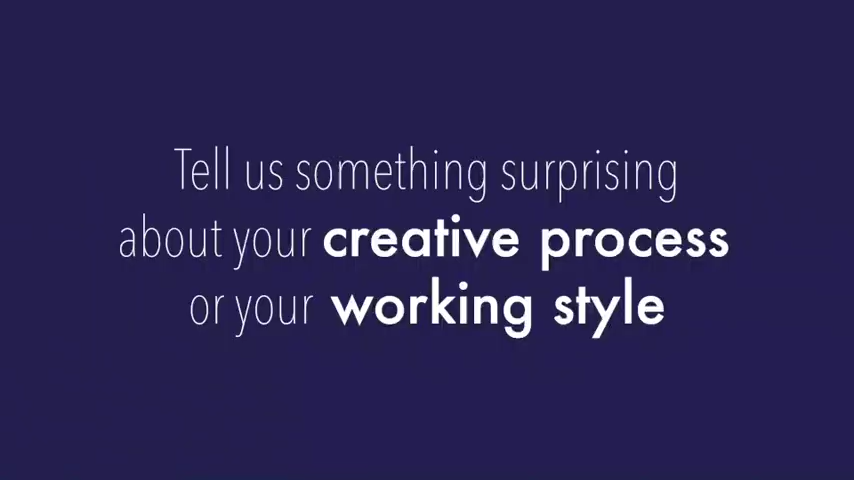 Tell us something surprising
about your creative process
or your working style